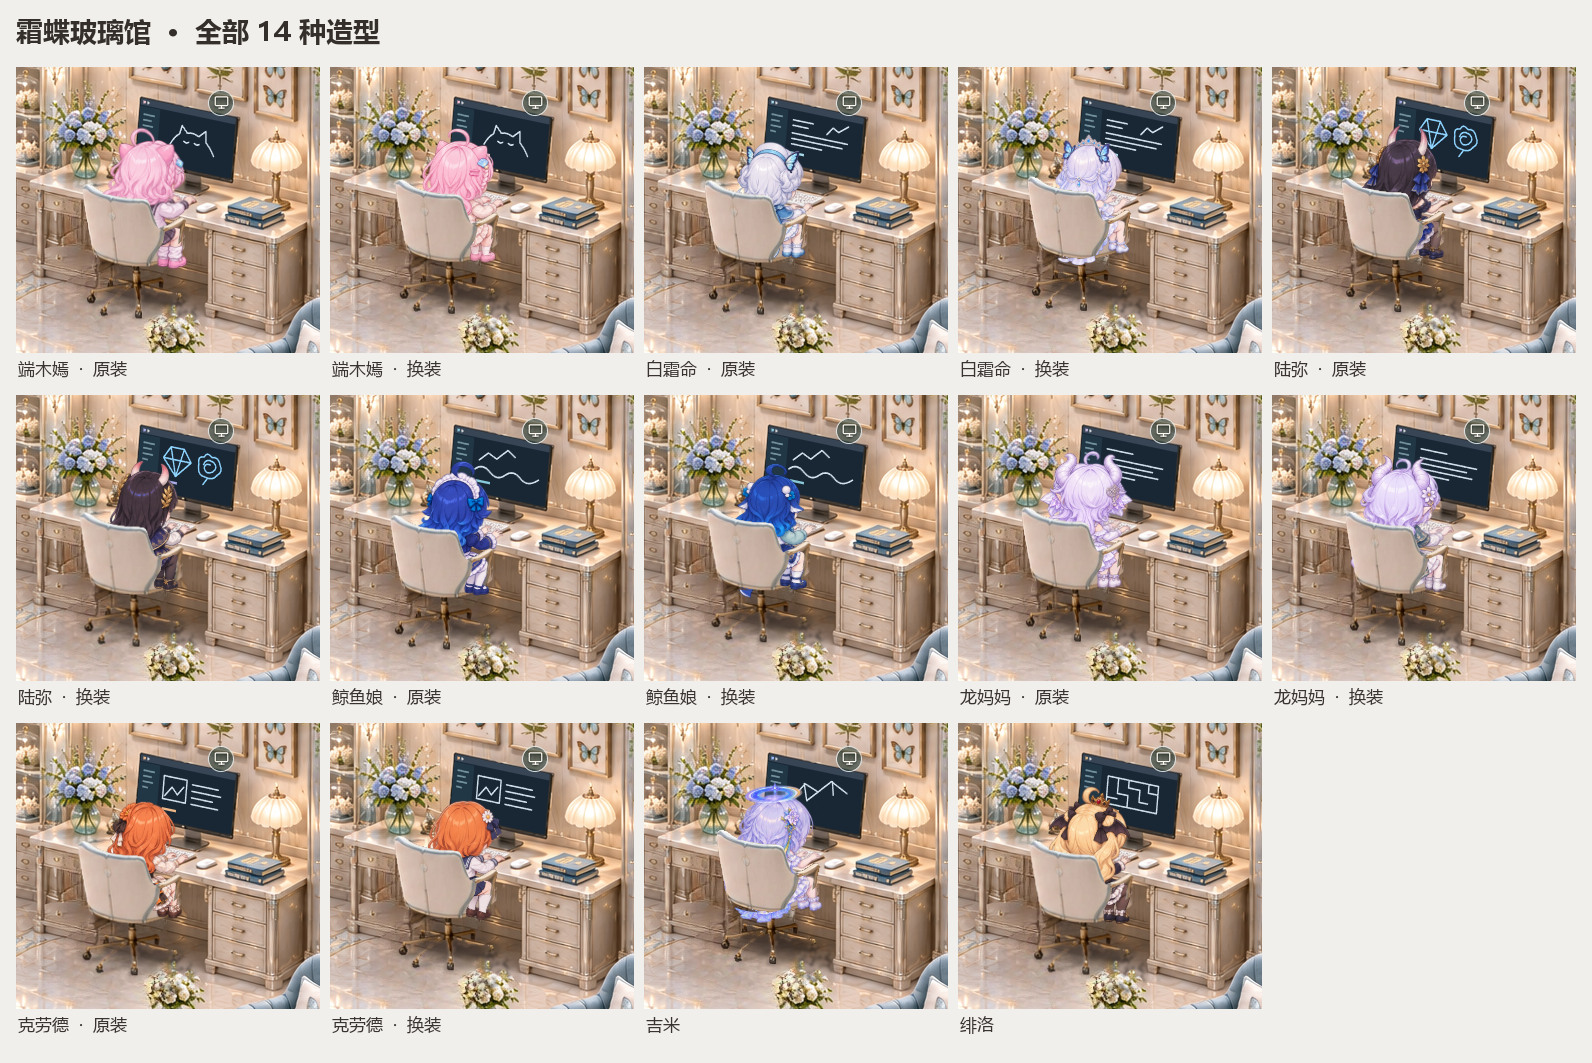 霜蝶玻璃馆 • 全部 14 种造型
端木嫣 · 原装
端木嫣 · 换装
白霜命 · 原装
白霜命 · 换装
陆弥 · 原装
陆弥 · 换装
鲸鱼娘 · 原装
鲸鱼娘 · 换装
龙妈妈 · 原装
龙妈妈 · 换装
克劳德 · 原装
克劳德 · 换装
吉米
绯洛